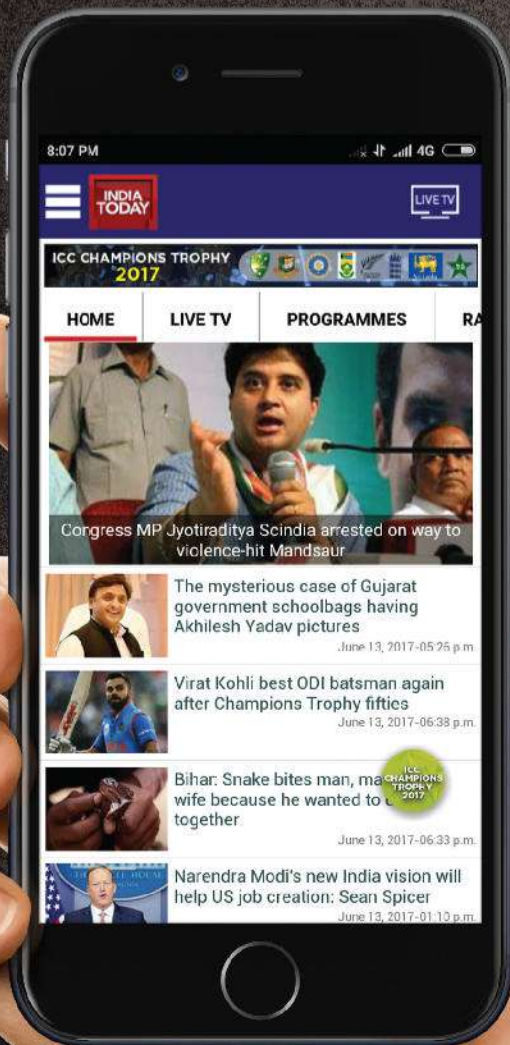 8:07 PM
4G
INDIA
TODAY
LIVE TV
ICC CHAMPIONS TROPHY
2017
HOME LIVE TV PROGRAMMES RA
Congress MP Jyotiraditya Scindia arrested on way to
violence-hit Mandsaur
The mysterious case of Gujarat
government schoolbags having
Akhilesh Yadav pictures
June 13, 2017-05:26 p.m.
Virat Kohli best ODI batsman again
after Champions Trophy fifties
June 13, 2017-06:38 p.m.
Bihar: Snake bites man, ma
wife because he wanted to
together
ICC
CHAMPIONS
TROPHY
2017
June 13, 2017-06:33 p.m.
Narendra Modi's new India vision will
help US job creation: Sean Spicer
June 13, 2017-01:10 p.m.